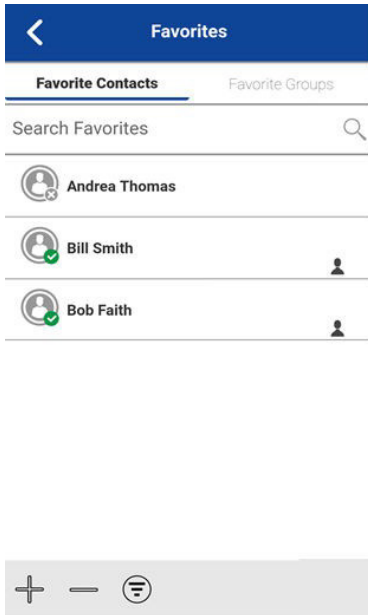 Favorites
Favorite Contacts Favorite Groups
Search Favorites
Andrea Thomas
Bill Smith
Bob Faith